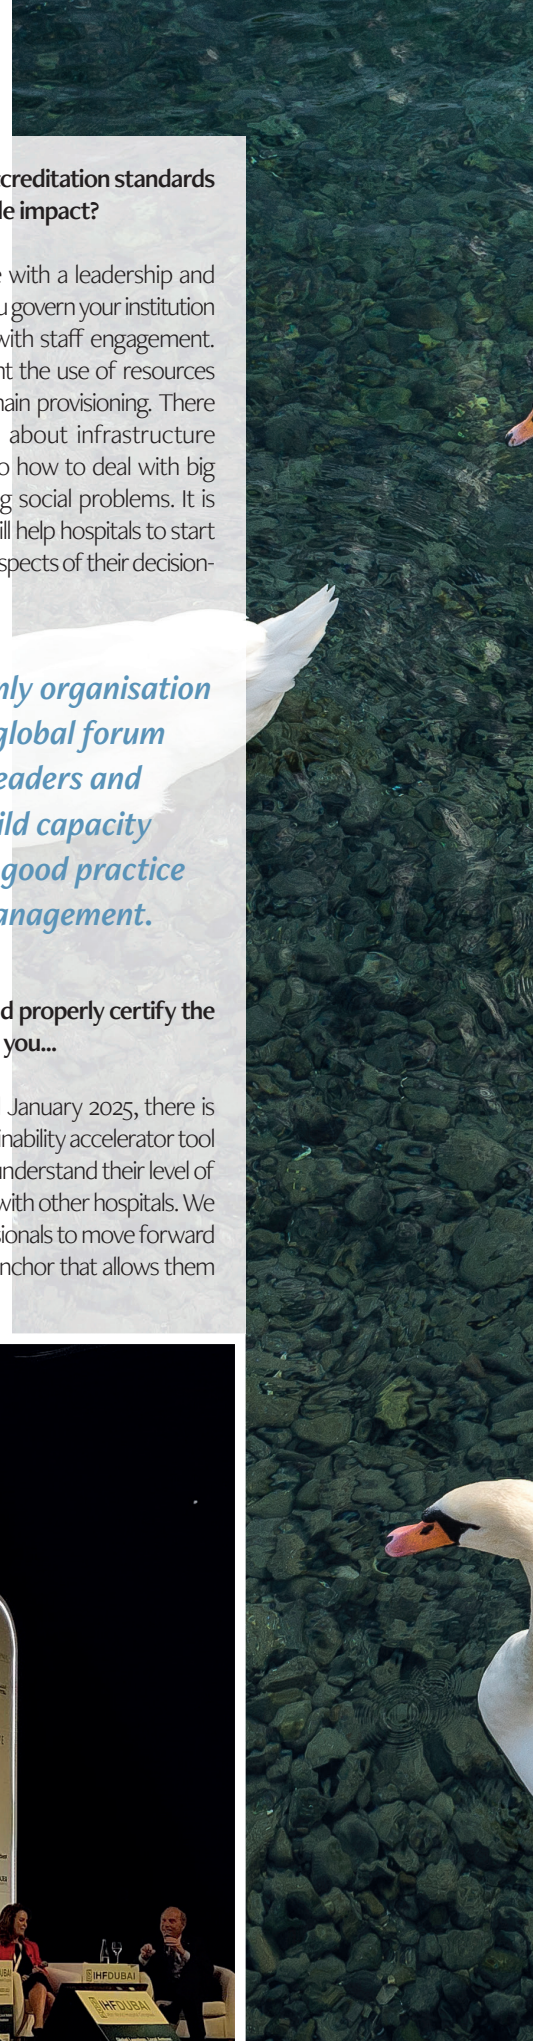 creditation standards
le impact?
with a leadership and
u govern your institution
with staff engagement.
nt the use of resources
hain provisioning. There
about infrastructure
o how to deal with big
g social problems. It is
ill help hospitals to start
spects of their decision-
nly organisation
global forum
eaders and
ild capacity
good practice
anagement.
d properly certify the
you...
January 2025, there is
inability accelerator tool
understand their level of
with other hospitals. We
sionals to move forward
nchor that allows them
IHFDUBAI
IHFDUBAI